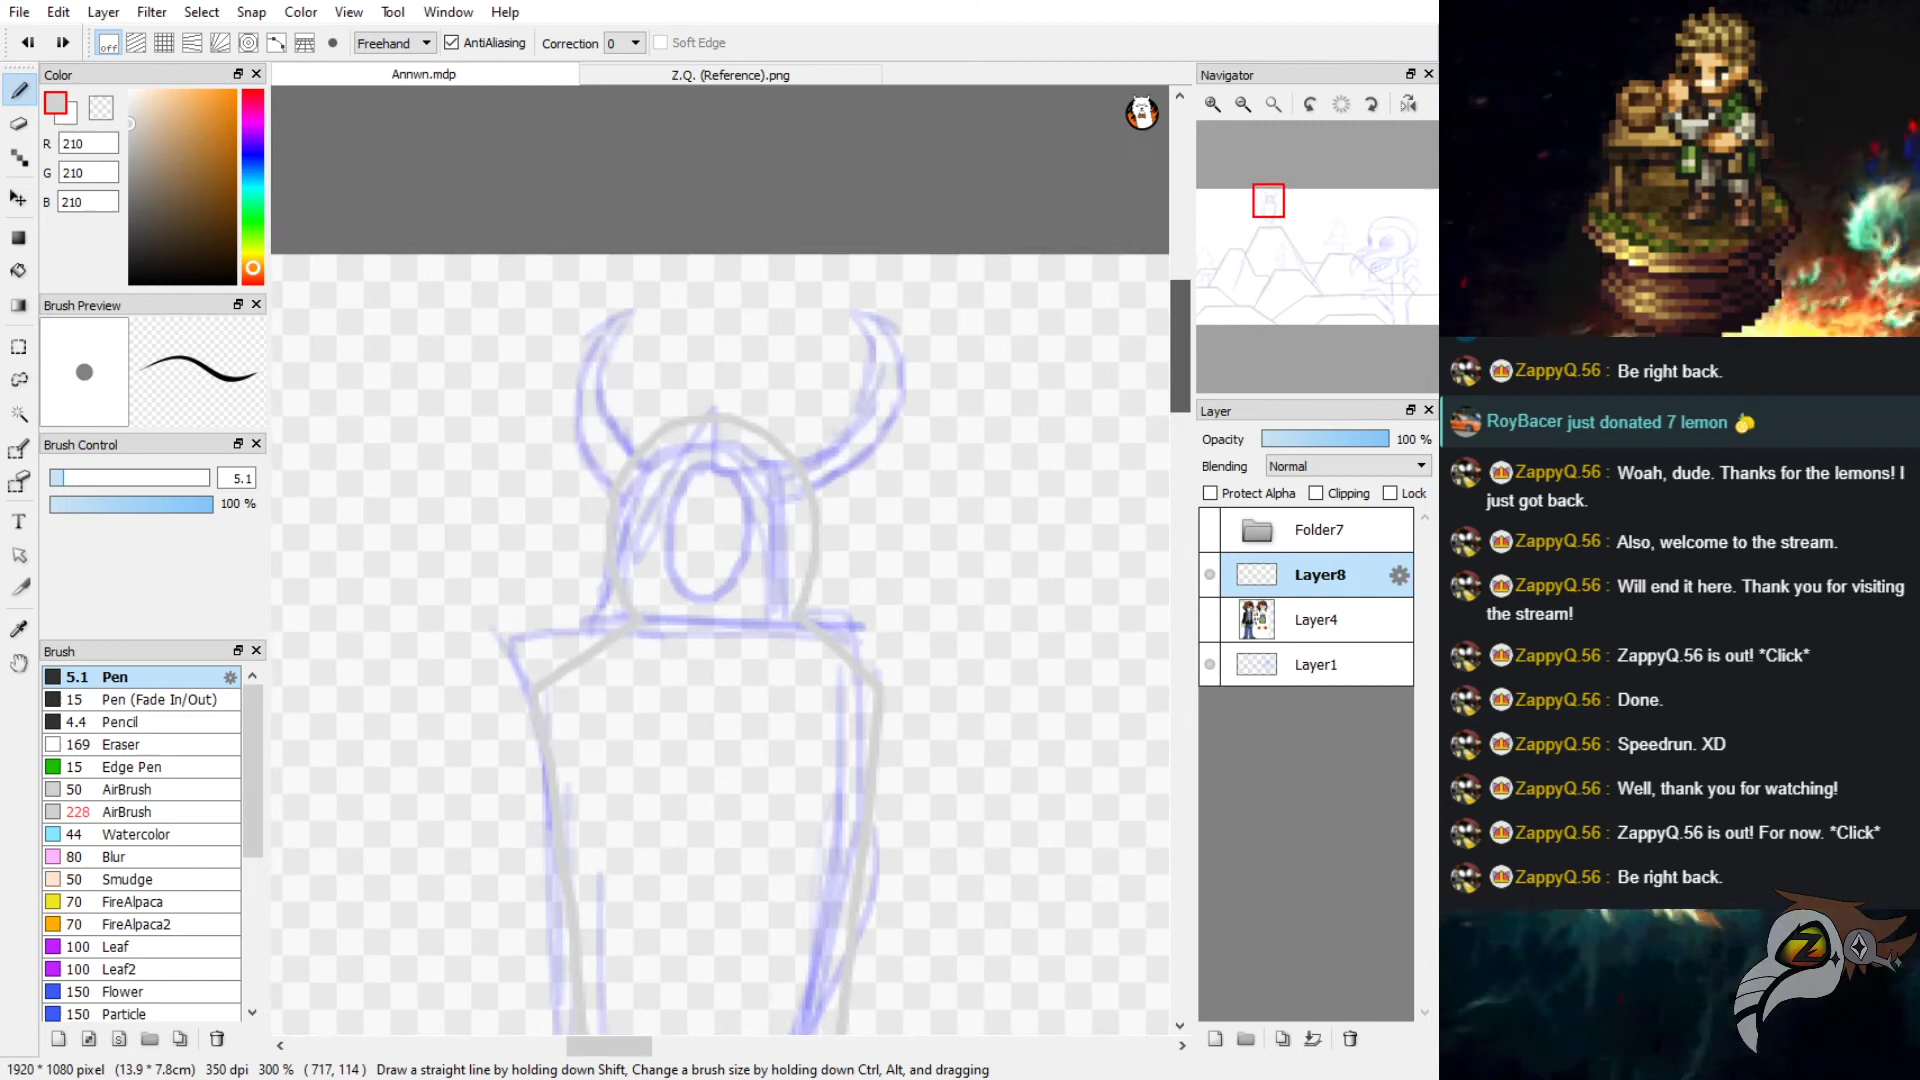 File Edit Layer Filter Select Snap Color View Tool Window Help
off Freehand AntiAliasing Correction 0 Soft Edge
Color
Annwn.mdp
Z.Q. (Reference).png
Navigator
R 210
G 210
B 210
Brush Preview
Brush Control
5.1
100 %
Brush
5.1 Pen
15 Pen (Fade In/Out)
4.4 Pencil
169 Eraser
15 Edge Pen
50 AirBrush
228 AirBrush
44 Watercolor
80 Blur
50 Smudge
70 FireAlpaca
70 FireAlpaca2
100 Leaf
100 Leaf2
150 Flower
150 Particle
Layer
Opacity 100 %
Blending Normal
Protect Alpha Clipping Lock
Folder7
Layer8
Layer4
Layer1
1920 * 1080 pixel (13.9 * 7.8cm) 350 dpi 300 % ( 717, 114 ) Draw a straight line by holding down Shift, Change a brush size by holding down Ctrl, Alt, and dragging
ZappyQ.56 : Be right back.
RoyBacer just donated 7 lemon
ZappyQ.56 : Woah, dude. Thanks for the lemons! I
just got back.
ZappyQ.56 : Also, welcome to the stream.
ZappyQ.56 : Will end it here. Thank you for visiting
the stream!
ZappyQ.56 : ZappyQ.56 is out! *Click*
ZappyQ.56 : Done.
ZappyQ.56 : Speedrun. XD
ZappyQ.56 : Well, thank you for watching!
ZappyQ.56 : ZappyQ.56 is out! For now. *Click*
ZappyQ.56 : Be right back.
Z